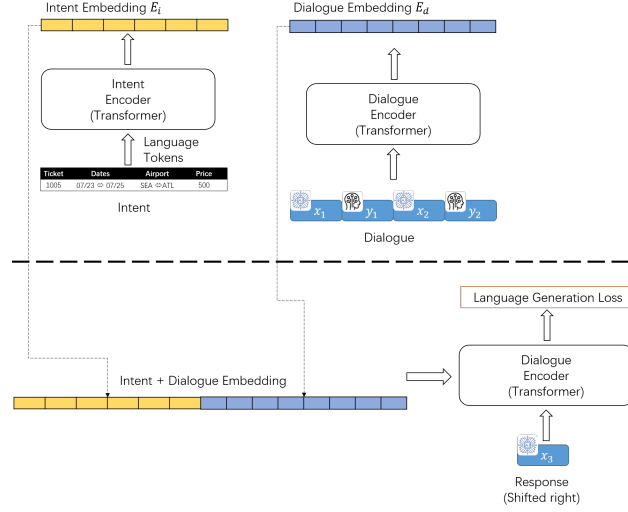 Intent Embedding E_i
Dialogue Embedding E_d
Intent
Encoder
(Transformer)
Dialogue
Encoder
(Transformer)
Language
Tokens
Ticket Dates Airport Price
1005 07/23 ⇔ 07/25 SEA ⇔ATL 500
Intent
x_1 y_1 x_2 y_2
Dialogue
Language Generation Loss
Intent + Dialogue Embedding
Dialogue
Encoder
(Transformer)
x_3
Response
(Shifted right)